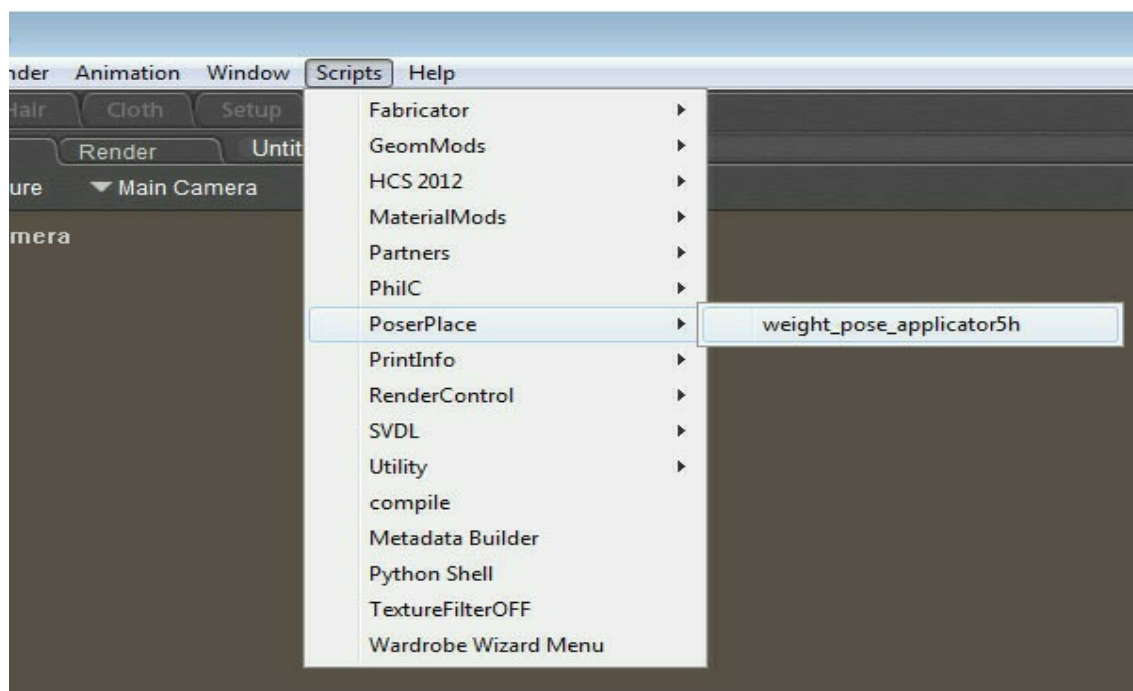 nder Animation Window Scripts Help
Hair Cloth Setup
Render Untit
ure Main Camera
mera
Fabricator
GeomMods
HCS 2012
MaterialMods
Partners
PhilC
PoserPlace
weight_pose_applicator5h
PrintInfo
RenderControl
SVDL
Utility
compile
Metadata Builder
Python Shell
TextureFilterOFF
Wardrobe Wizard Menu